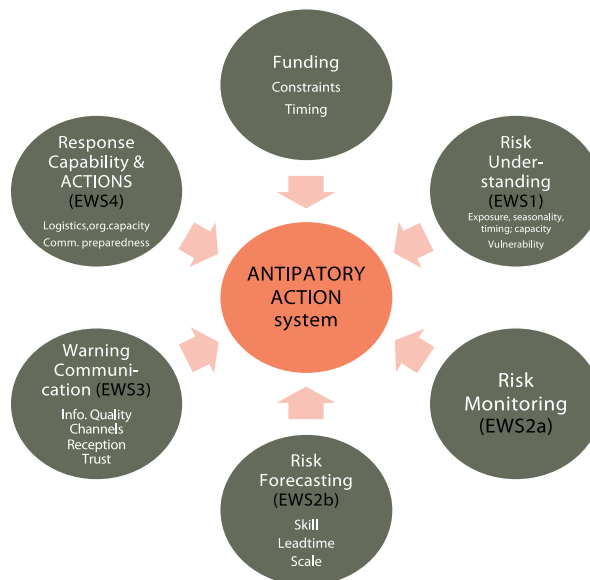 Funding
Constraints
Timing
Response
Capability &
ACTIONS
(EWS4)
Logistics,org.capacity
Comm. preparedness
Risk
Under-
standing
(EWS1)
Exposure, seasonality,
timing; capacity
Vulnerability
ANTIPATORY
ACTION
system
Warning
Communi-
cation (EWS3)
Info. Quality
Channels
Reception
Trust
Risk
Monitoring
(EWS2a)
Risk
Forecasting
(EWS2b)
Skill
Leadtime
Scale